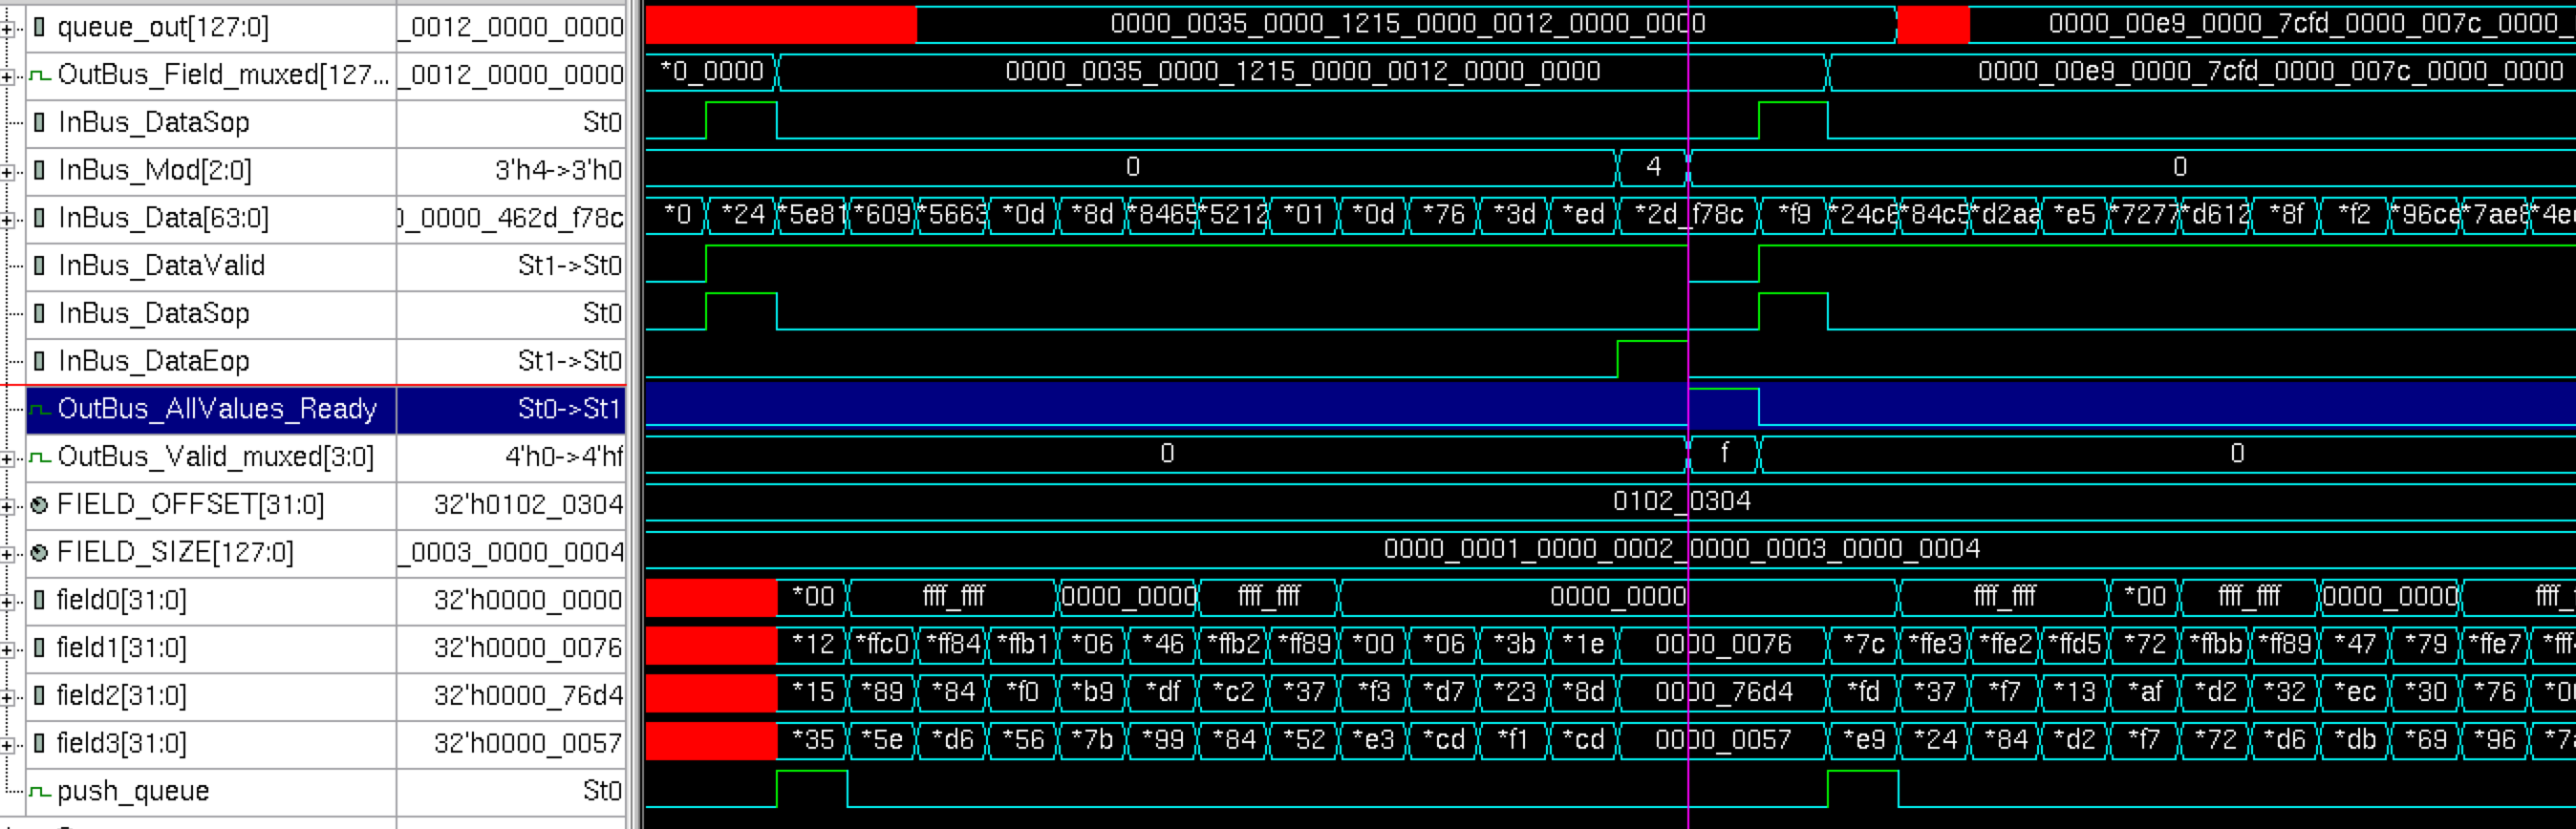 queue_out[127:0] _0012_0000_0000 0000_0035_0000_1215_0000_0012_0000_0000 0000_00e9_0000_7cfd_0000_007c_0000_
OutBus_Field_muxed[127... _0012_0000_0000 *0_0000 0000_0035_0000_1215_0000_0012_0000_0000 0000_00e9_0000_7cfd_0000_007c_0000_0000
InBus_DataSop St0
InBus_Mod[2:0] 3'h4->3'h0 0 4 0
InBus_Data[63:0] 0_0000_462d_f78c *0 *24 *5e81 *609 *5663 *0d *8d *8465 *5212 *01 *0d *76 *3d *ed *2d_f78c *f9 *24c6 *84c5 *d2aa *e5 *7277 *d612 *8f *f2 *96ce *7ae8 *4e
InBus_DataValid St1->St0
InBus_DataSop St0
InBus_DataEop St1->St0
OutBus_AllValues_Ready St0->St1
OutBus_Valid_muxed[3:0] 4'h0->4'hf 0 f 0
FIELD_OFFSET[31:0] 32'h0102_0304 0102_0304
FIELD_SIZE[127:0] _0003_0000_0004 0000_0001_0000_0002_0000_0003_0000_0004
field0[31:0] 32'h0000_0000 *00 ffff_ffff 0000_0000 ffff_ffff 0000_0000 ffff_ffff *00 ffff_ffff 0000_0000 ffff_
field1[31:0] 32'h0000_0076 *12 *ffc0 *ff84 *ffb1 *06 *46 *ffb2 *ff89 *00 *06 *3b *1e 0000_0076 *7c *ffe3 *ffe2 *ffd5 *72 *ffbb *ff89 *47 *79 *ffe7 *fff
field2[31:0] 32'h0000_76d4 *15 *89 *84 *f0 *b9 *df *c2 *37 *f3 *d7 *23 *8d 0000_76d4 *fd *37 *f7 *13 *af *d2 *32 *ec *30 *76 *0
field3[31:0] 32'h0000_0057 *35 *5e *d6 *56 *7b *99 *84 *52 *e3 *cd *f1 *cd 0000_0057 *e9 *24 *84 *d2 *f7 *72 *d6 *db *69 *96 *7
push_queue St0